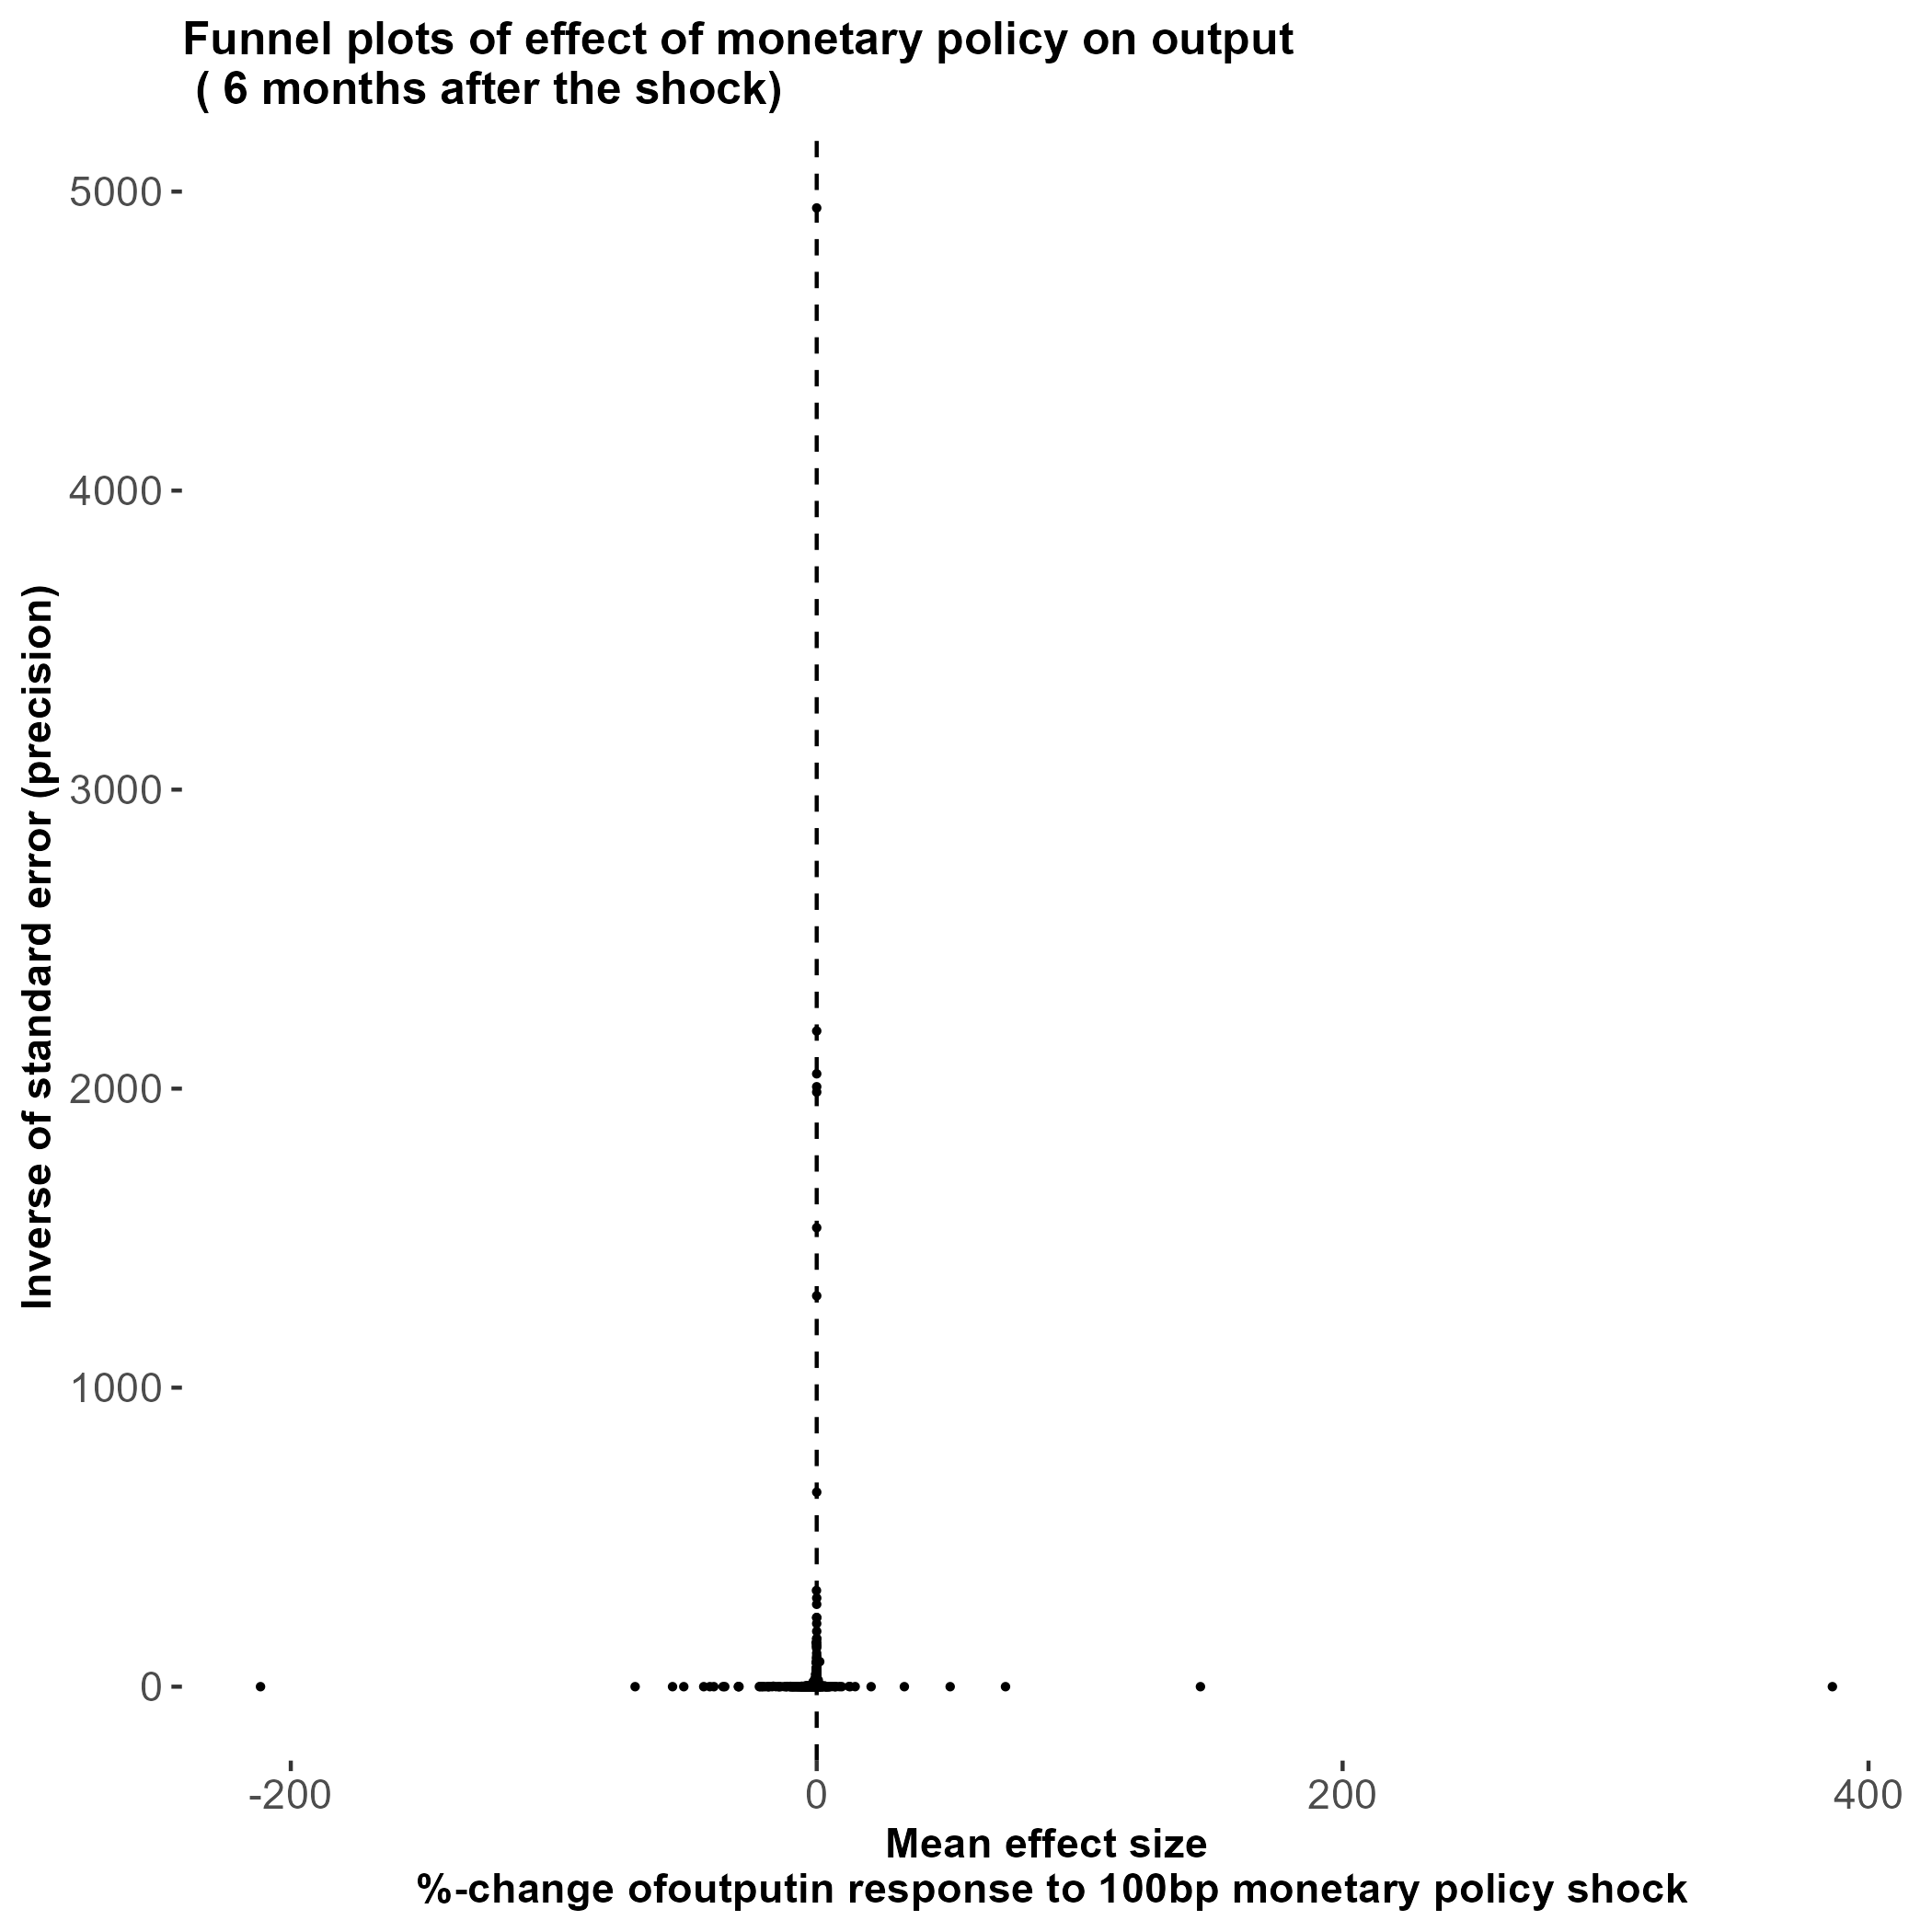 Funnel plots of effect of monetary policy on output
( 6 months after the shock)
Inverse of standard error (precision)
5000
4000
3000
2000
1000
0
-200
0
200
400
Mean effect size
%-change ofoutputin response to 100bp monetary policy shock